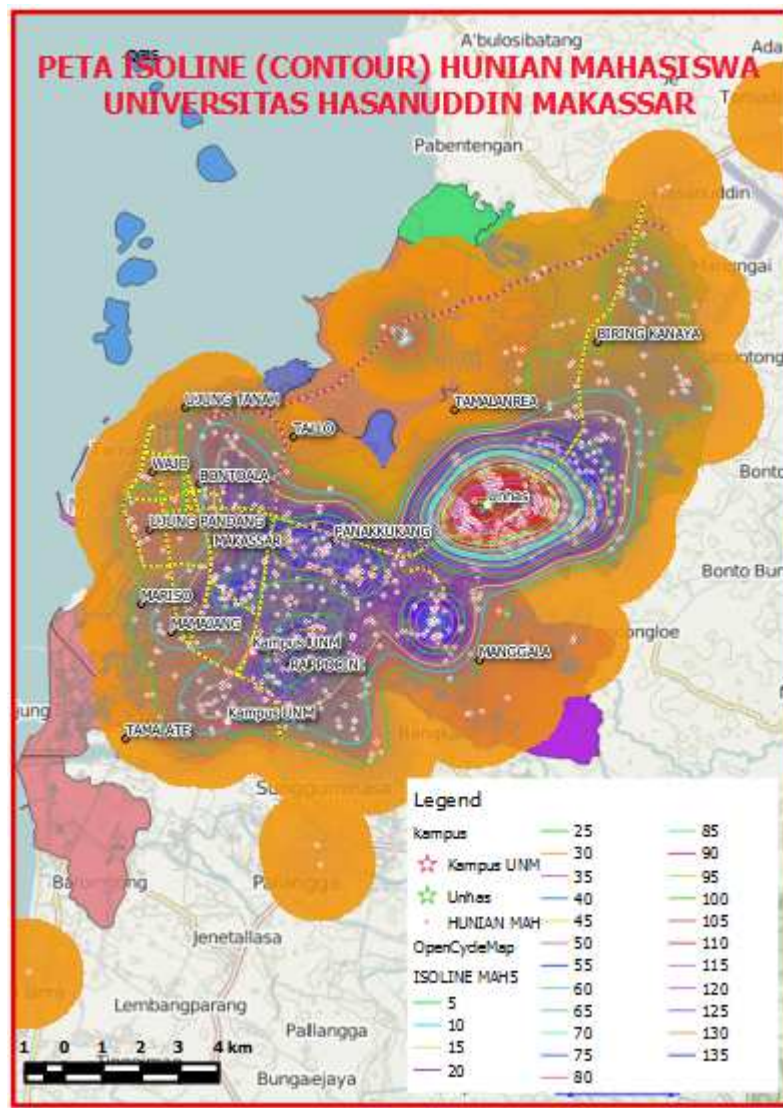 A'bulosibatang
PETA ISOLINE (CONTOUR) HUNIAN MAHASISWA
UNIVERSITAS HASANUDDIN MAKASSAR
Pabentengan
BIRING KANAYA
UJUNG TANAH
TAMALANREA
TALLO
WAJO
BONTOALA
Unhas
UJUNG PANDANG
MAKASSAR
PANAKKUKANG
Bonto Bun
MARISO
MAMAJANG
Kampus UNM
RAPPOCINI
MANGGALA
Kampus UNM
TAMALATE
Sungguminasa
Barombong
Pallangga
Jenetallasa
Lembangparang
Pallangga
Bungaejaya
Legend
kampus
Kampus UNM
Unhas
HUNIAN MAH
OpenCycleMap
ISOLINE MAHS
5
10
15
20
25
30
35
40
45
50
55
60
65
70
75
80
85
90
95
100
105
110
115
120
125
130
135
1 0 1 2 3 4 km